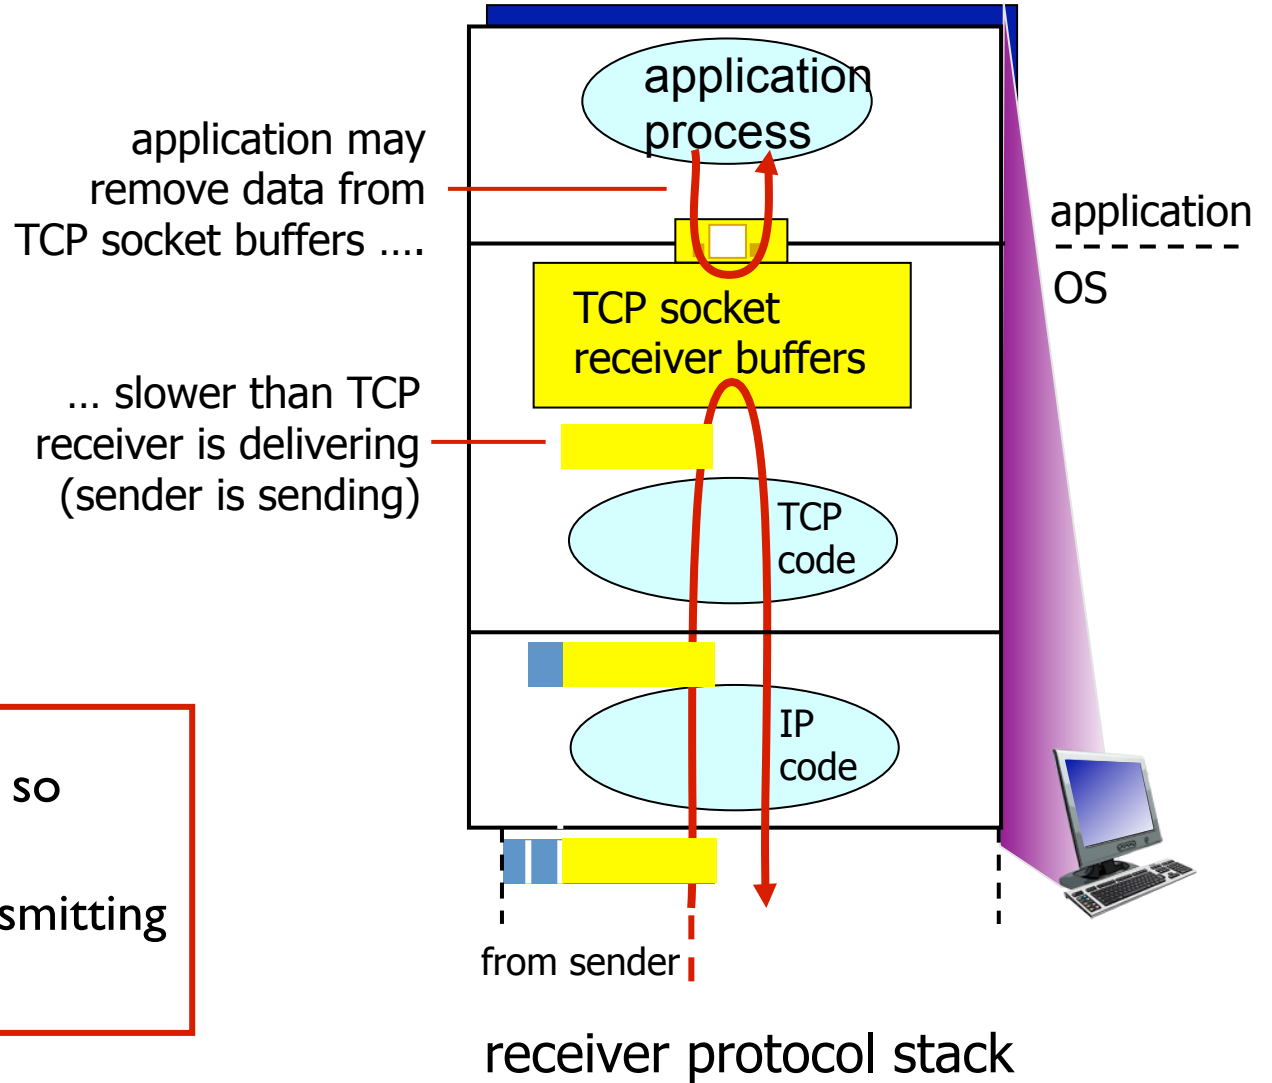 application
process
application may
remove data from
TCP socket buffers ….
application
OS
TCP socket
receiver buffers
… slower than TCP
receiver is delivering
(sender is sending)
TCP
code
IP
code
so
smitting
from sender
receiver protocol stack